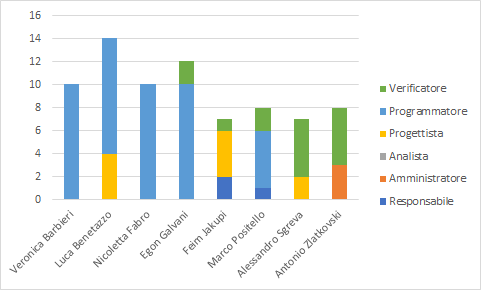 16
14
12
10
8
6
4
2
0
Veronica Barbieri
Luca Benetazzo
Nicoletta Fabro
Egon Galvani
Feim Jakupi
Marco Positello
Alessandro Sgreva
Antonio Zlatkovski
Verificatore
Programmatore
Progettista
Analista
Amministratore
Responsabile